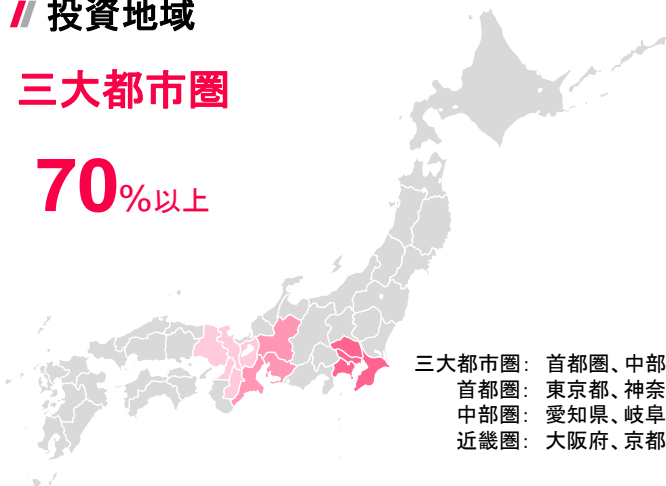 投資地域
三大都市圏
70%以上
三大都市圏： 首都圏、中部
首都圏： 東京都、神奈
中部圏： 愛知県、岐阜
近畿圏： 大阪府、京都